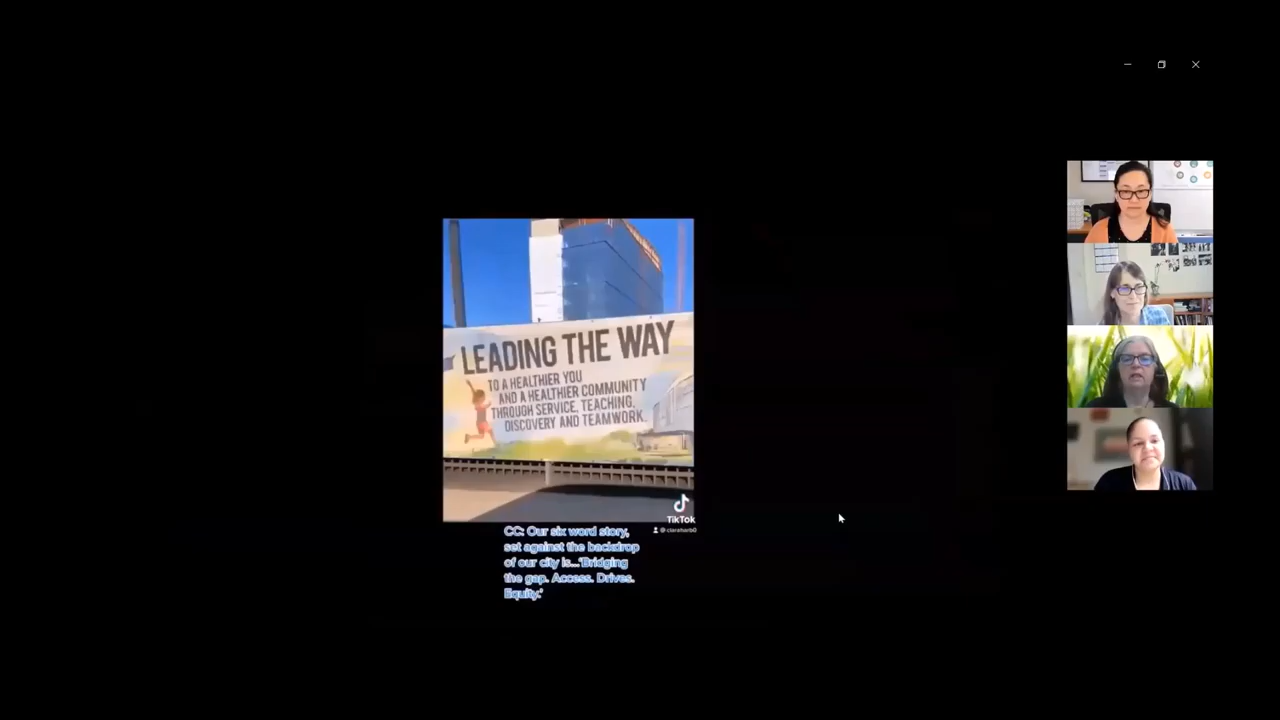 LEADING THE WAY
TO A HEALTHIER YOU
AND A HEALTHIER COMMUNITY
THROUGH SERVICE, TEACHING,
DISCOVERY AND TEAMWORK.
TikTok
CC: Our six word story,
set against the backdrop
of our city is...'Bridging
the gap. Access. Drives.
Equity.'